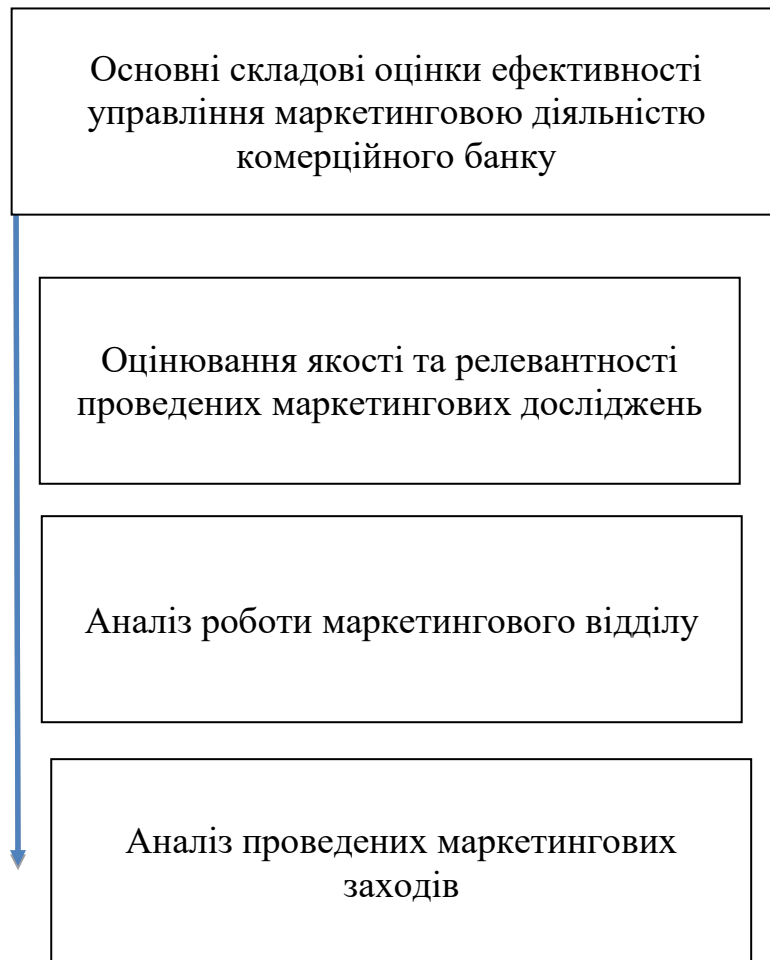 Основні складові оцінки ефективності
управління маркетинговою діяльністю
комерційного банку
Оцінювання якості та релевантності
проведених маркетингових досліджень
Аналіз роботи маркетингового відділу
Аналіз проведених маркетингових
заходів